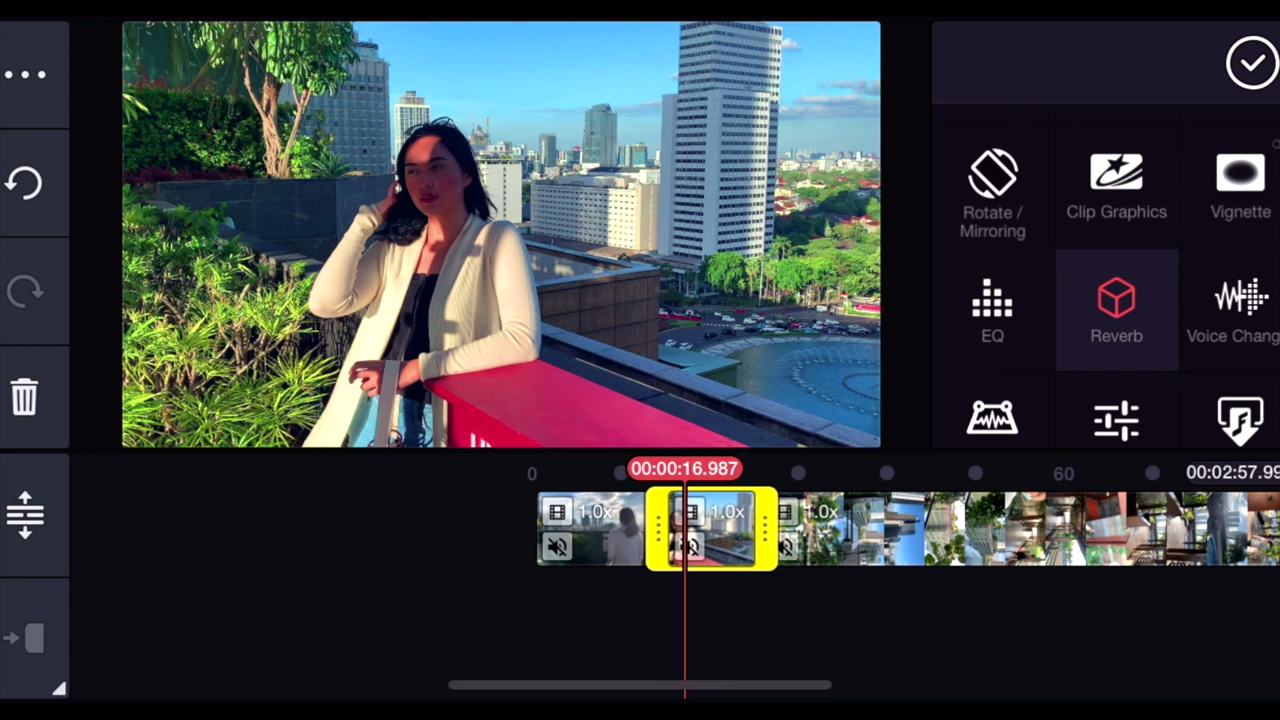 Rotate /
Mirroring
Clip Graphics
Vignette
EQ
Reverb
Voice Chang
0
00:00:16.987
60
00:02:57.99
1.0x
1.0x
1.0x